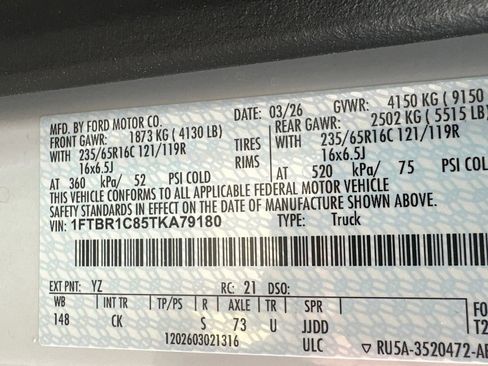 MFD. BY FORD MOTOR CO. 03/26 GVWR: 4150 KG ( 9150
FRONT GAWR: 1873 KG ( 4130 LB) REAR GAWR: 2502 KG ( 5515 LB)
WITH 235/65R16C 121/119R TIRES WITH 235/65R16C 121/119R
16x6.5J RIMS 16x6.5J
AT 360 kPa/ 52 PSI COLD AT 520 kPa/ 75 PSI COLD
THIS VEHICLE CONFORMS TO ALL APPLICABLE FEDERAL MOTOR VEHICLE
SAFETY STANDARDS IN EFFECT ON THE DATE OF MANUFACTURE SHOWN ABOVE.
VIN: 1FTBR1C85TKA79180 TYPE: Truck
EXT PNT: YZ RC: 21 DSO:
WB INT TR TP/PS R AXLE TR SPR FO
148 CK S 73 U JJDD T2
1202603021316 ULC RU5A-3520472-AE